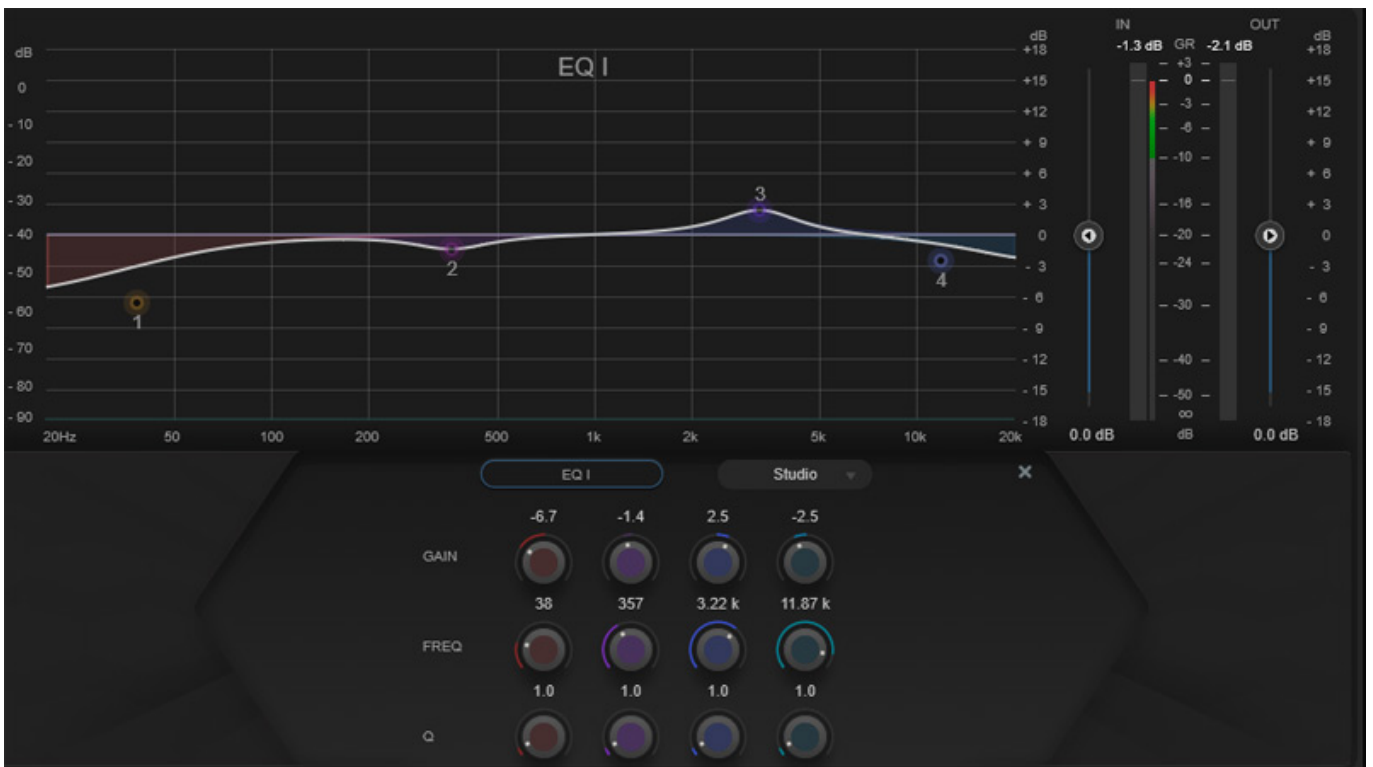 IN OUT
dB dB dB
-1.3 dB GR -2.1 dB
+18 +18
EQ I
+3
0 +15 0 +15
-3
- 10 +12 -6 +12
+ 9 + 9
- 20 -10
+ 6 + 6
3
- 30 + 3 -16 + 3
- 40 0 -20 0
2
- 50 - 3 -24 - 3
4
- 60 - 6 -30 - 6
1
- 70 - 9 - 9
- 12 -40 - 12
- 80 - 15 -50 - 15
- 90 - 18 ∞ - 18
20Hz 50 100 200 500 1k 2k 5k 10k 20k 0.0 dB dB 0.0 dB
EQ I Studio ×
-6.7 -1.4 2.5 -2.5
GAIN
38 357 3.22 k 11.87 k
FREQ
1.0 1.0 1.0 1.0
Q